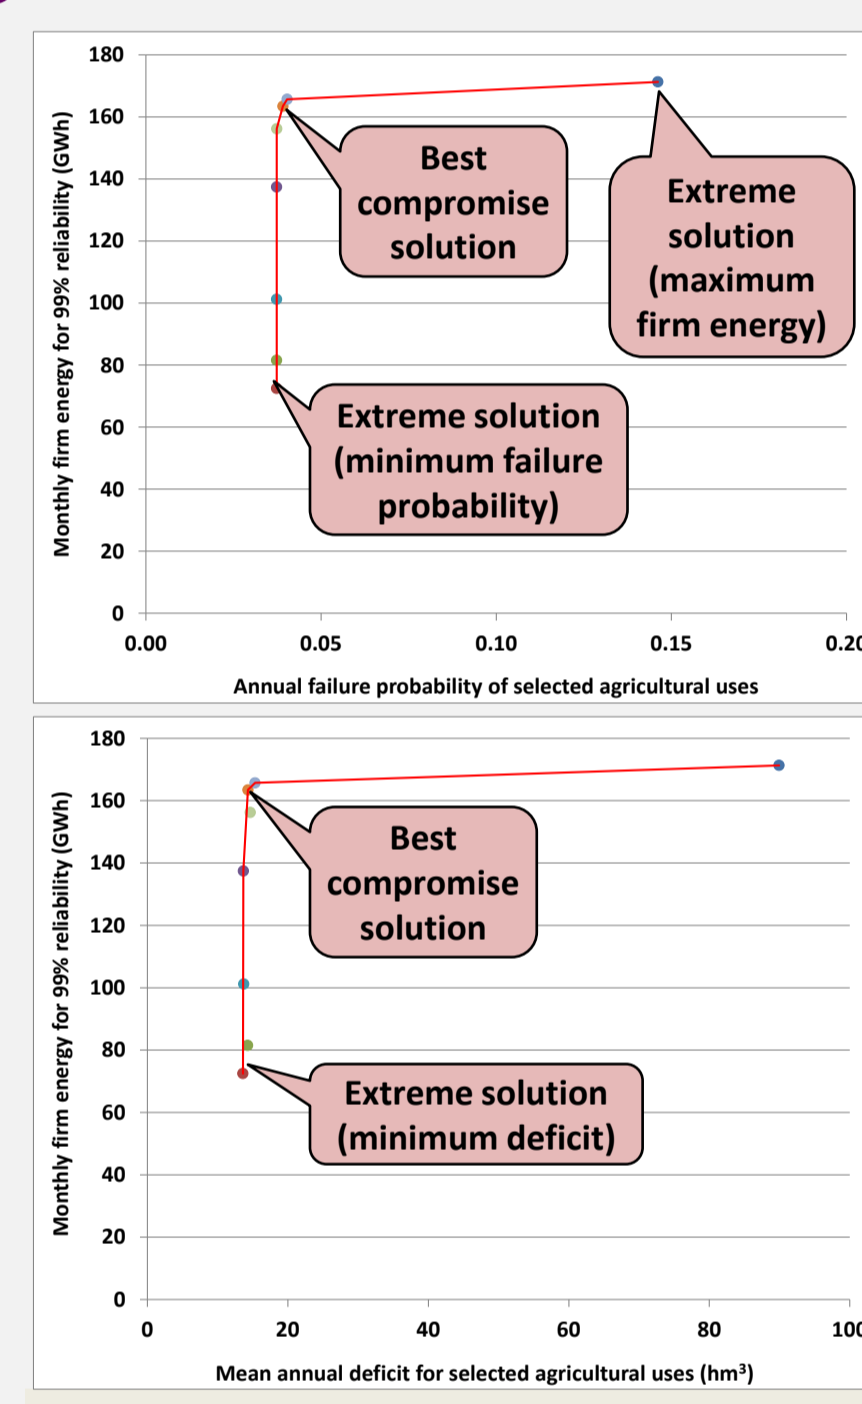 Monthly firm energy for 99% reliability (GWh)
180
160
140
120
100
80
60
40
20
0
Best
compromise
solution
Extreme
solution
(maximum
firm energy)
Extreme solution
(minimum failure
probability)
0.00 0.05 0.10 0.15 0.20
Annual failure probability of selected agricultural uses
Monthly firm energy for 99% reliability (GWh)
180
160
140
120
100
80
60
40
20
0
Best
compromise
solution
Extreme solution
(minimum deficit)
0 20 40 60 80 100
Mean annual deficit for selected agricultural uses (hm³)